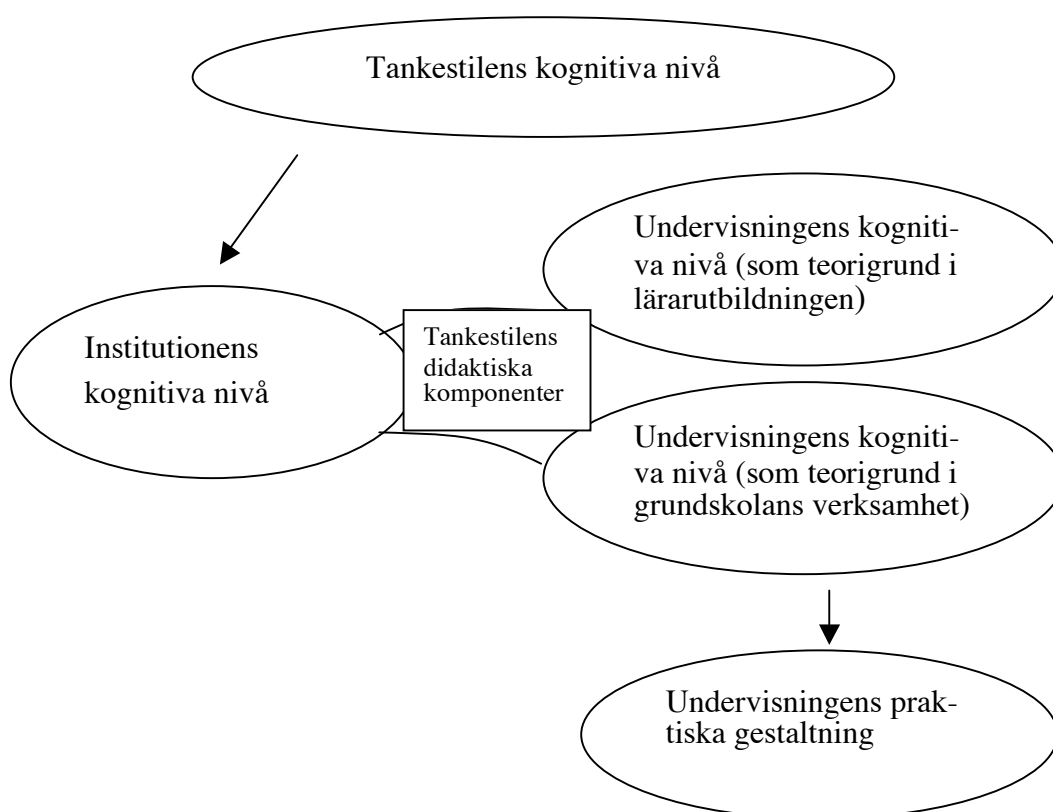 Tankestilens kognitiva nivå
Undervisningens kogniti-
va nivå (som teorigrund i
lärarutbildningen)
Institutionens
kognitiva nivå
Tankestilens
didaktiska
komponenter
Undervisningens kogniti-
va nivå (som teorigrund i
grundskolans verksamhet)
Undervisningens prak-
tiska gestaltning